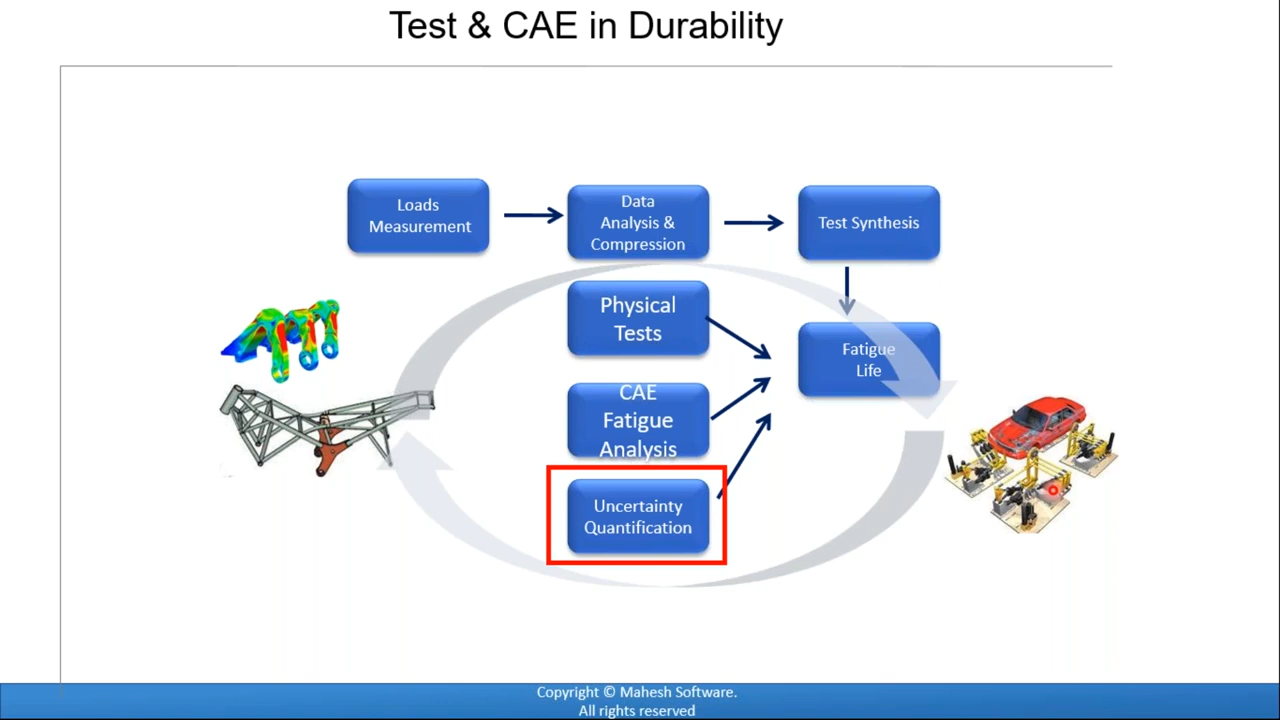 Test & CAE in Durability
Loads
Measurement
Data
Analysis &
Compression
Test Synthesis
Physical
Tests
Fatigue
Life
CAE
Fatigue
Analysis
Uncertainty
Quantification
Copyright © Mahesh Software.
All rights reserved